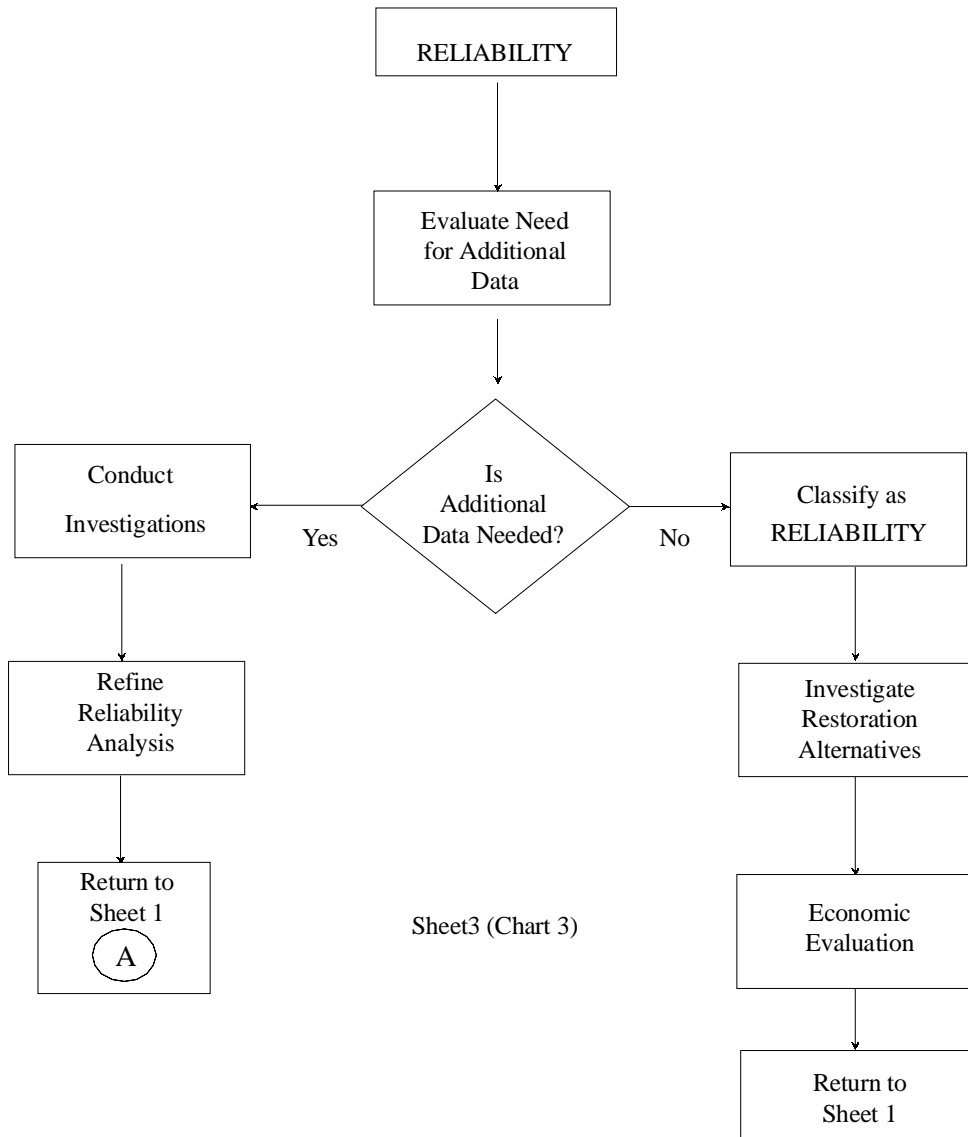 RELIABILITY
Evaluate Need
for Additional
Data
Is
Additional
Data Needed?
Yes
No
Conduct
Investigations
Refine
Reliability
Analysis
Return to
Sheet 1
A
Classify as
RELIABILITY
Investigate
Restoration
Alternatives
Economic
Evaluation
Return to
Sheet 1
Sheet3 (Chart 3)